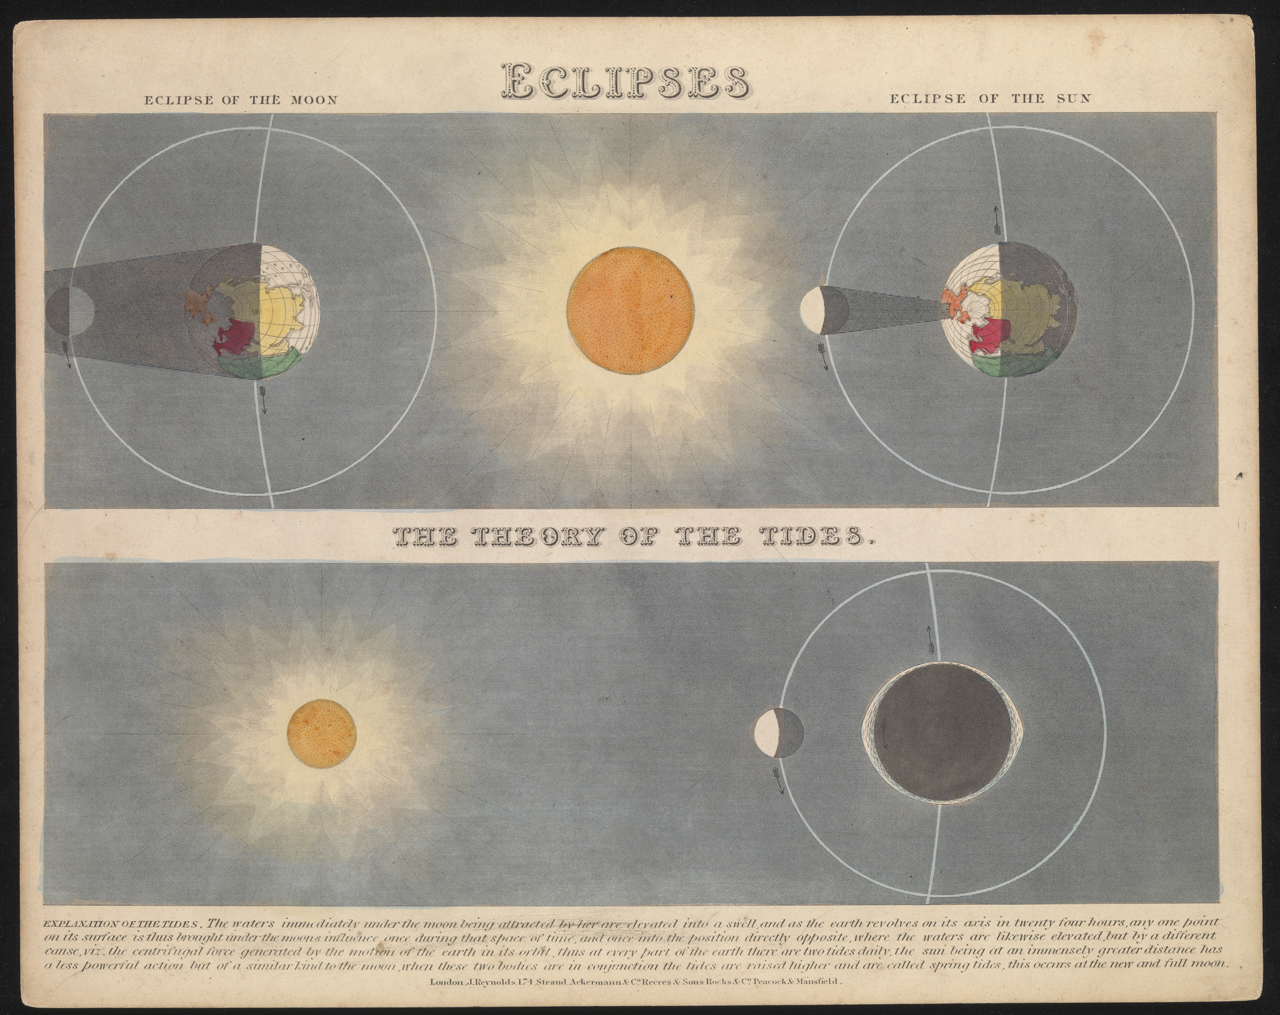 ECLIPSES
ECLIPSE OF THE MOON
ECLIPSE OF THE SUN
THE THEORY OF THE TIDES.
EXPLANATION OF THE TIDES. The waters immediately under the moon being attracted by her are elevated into a swell, and as the earth revolves on its axis in twenty four hours, any one point
on its surface is thus brought under the moons influence once during that space of time, and once into the position directly opposite, where the waters are likewise elevated, but by a different
cause, viz. the centrifugal force generated by the motion of the earth in its orbit, thus at every part of the earth there are two tides daily, the sun being at an immensely greater distance has
a less powerful action but of a similar kind to the moon, when these two bodies are in conjunction the tides are raised higher and are called spring tides, this occurs at the new and full moon.
London, J. Reynolds, 174, Strand, Ackermann & Co. Reeves & Sons Rocks & Co. Peacock & Mansfield.